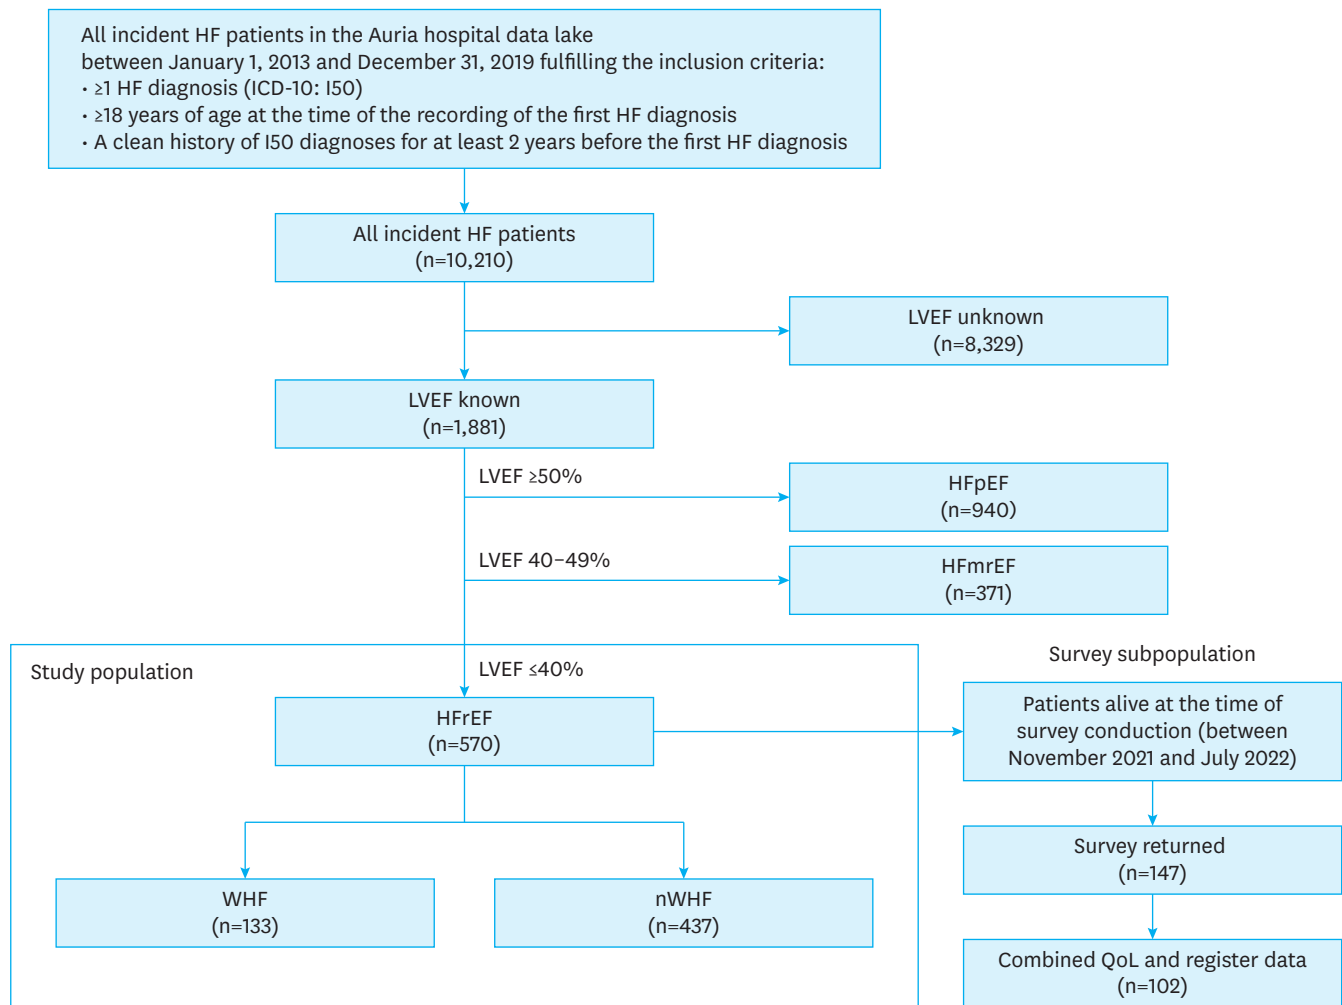 All incident HF patients in the Auria hospital data lake
between January 1, 2013 and December 31, 2019 fulfilling the inclusion criteria:
• ≥1 HF diagnosis (ICD-10: I50)
• ≥18 years of age at the time of the recording of the first HF diagnosis
• A clean history of I50 diagnoses for at least 2 years before the first HF diagnosis
All incident HF patients
(n=10,210)
LVEF unknown
(n=8,329)
LVEF known
(n=1,881)
LVEF ≥50%
HFpEF
(n=940)
LVEF 40–49%
HFmrEF
(n=371)
Study population
LVEF ≤40%
HFrEF
(n=570)
WHF
(n=133)
nWHF
(n=437)
Survey subpopulation
Patients alive at the time of
survey conduction (between
November 2021 and July 2022)
Survey returned
(n=147)
Combined QoL and register data
(n=102)